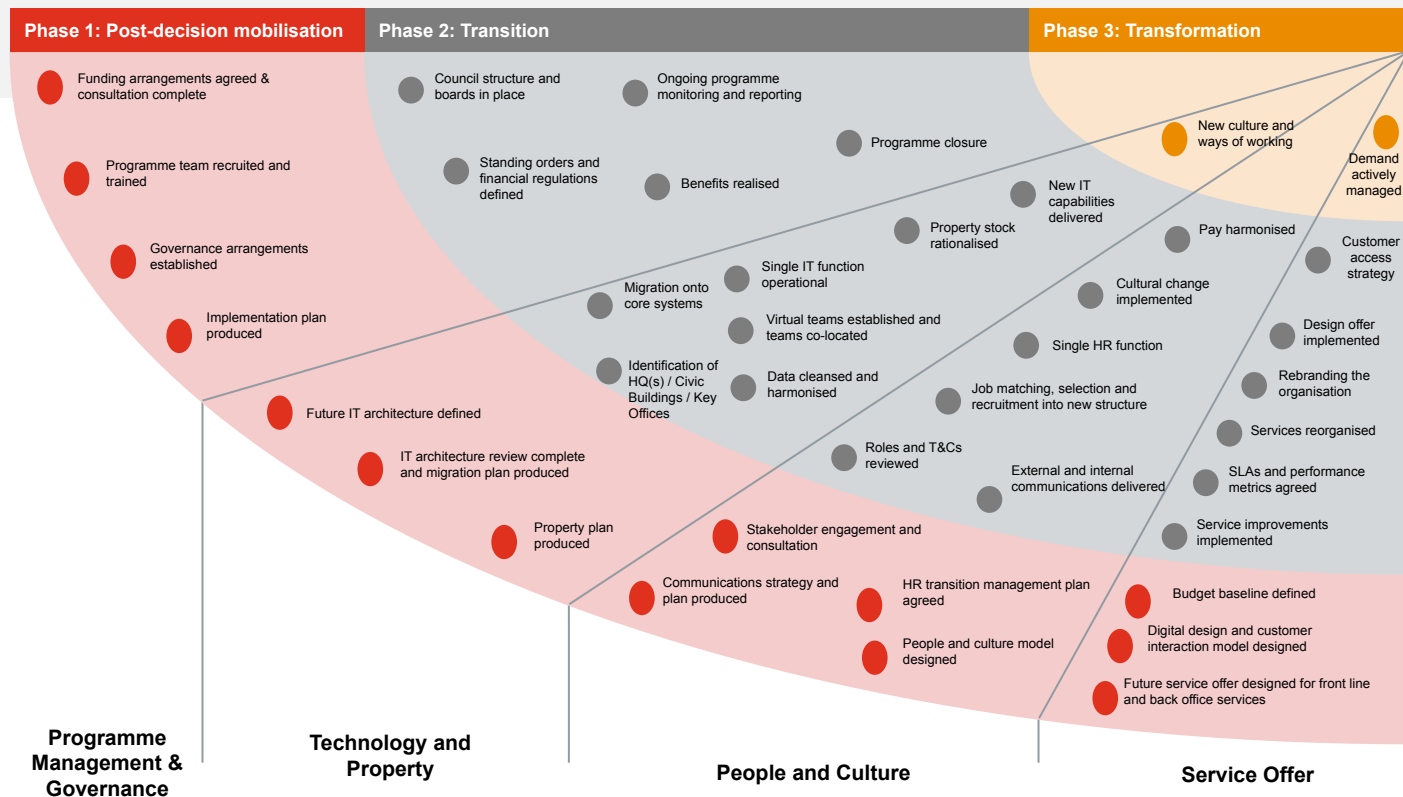 Phase 1: Post-decision mobilisation
Phase 2: Transition
Phase 3: Transformation
Funding arrangements agreed &
consultation complete
Programme team recruited and
trained
Governance arrangements
established
Implementation plan
produced
Council structure and
boards in place
Ongoing programme
monitoring and reporting
Standing orders and
financial regulations
defined
Benefits realised
Programme closure
New IT
capabilities
delivered
Property stock
rationalised
Single IT function
operational
Migration onto
core systems
Virtual teams established and
teams co-located
Identification of
HQ(s) / Civic
Buildings / Key
Offices
Data cleansed and
harmonised
Future IT architecture defined
IT architecture review complete
and migration plan produced
Property plan
produced
New culture and
ways of working
Pay harmonised
Cultural change
implemented
Single HR function
Job matching, selection and
recruitment into new structure
Roles and T&Cs
reviewed
External and internal
communications delivered
Stakeholder engagement and
consultation
Communications strategy and
plan produced
HR transition management plan
agreed
People and culture model
designed
Demand
actively
managed
Customer
access
strategy
Design offer
implemented
Rebranding the
organisation
Services reorganised
SLAs and performance
metrics agreed
Service improvements
implemented
Budget baseline defined
Digital design and customer
interaction model designed
Future service offer designed for front line
and back office services
Programme
Management &
Governance
Technology and
Property
People and Culture
Service Offer